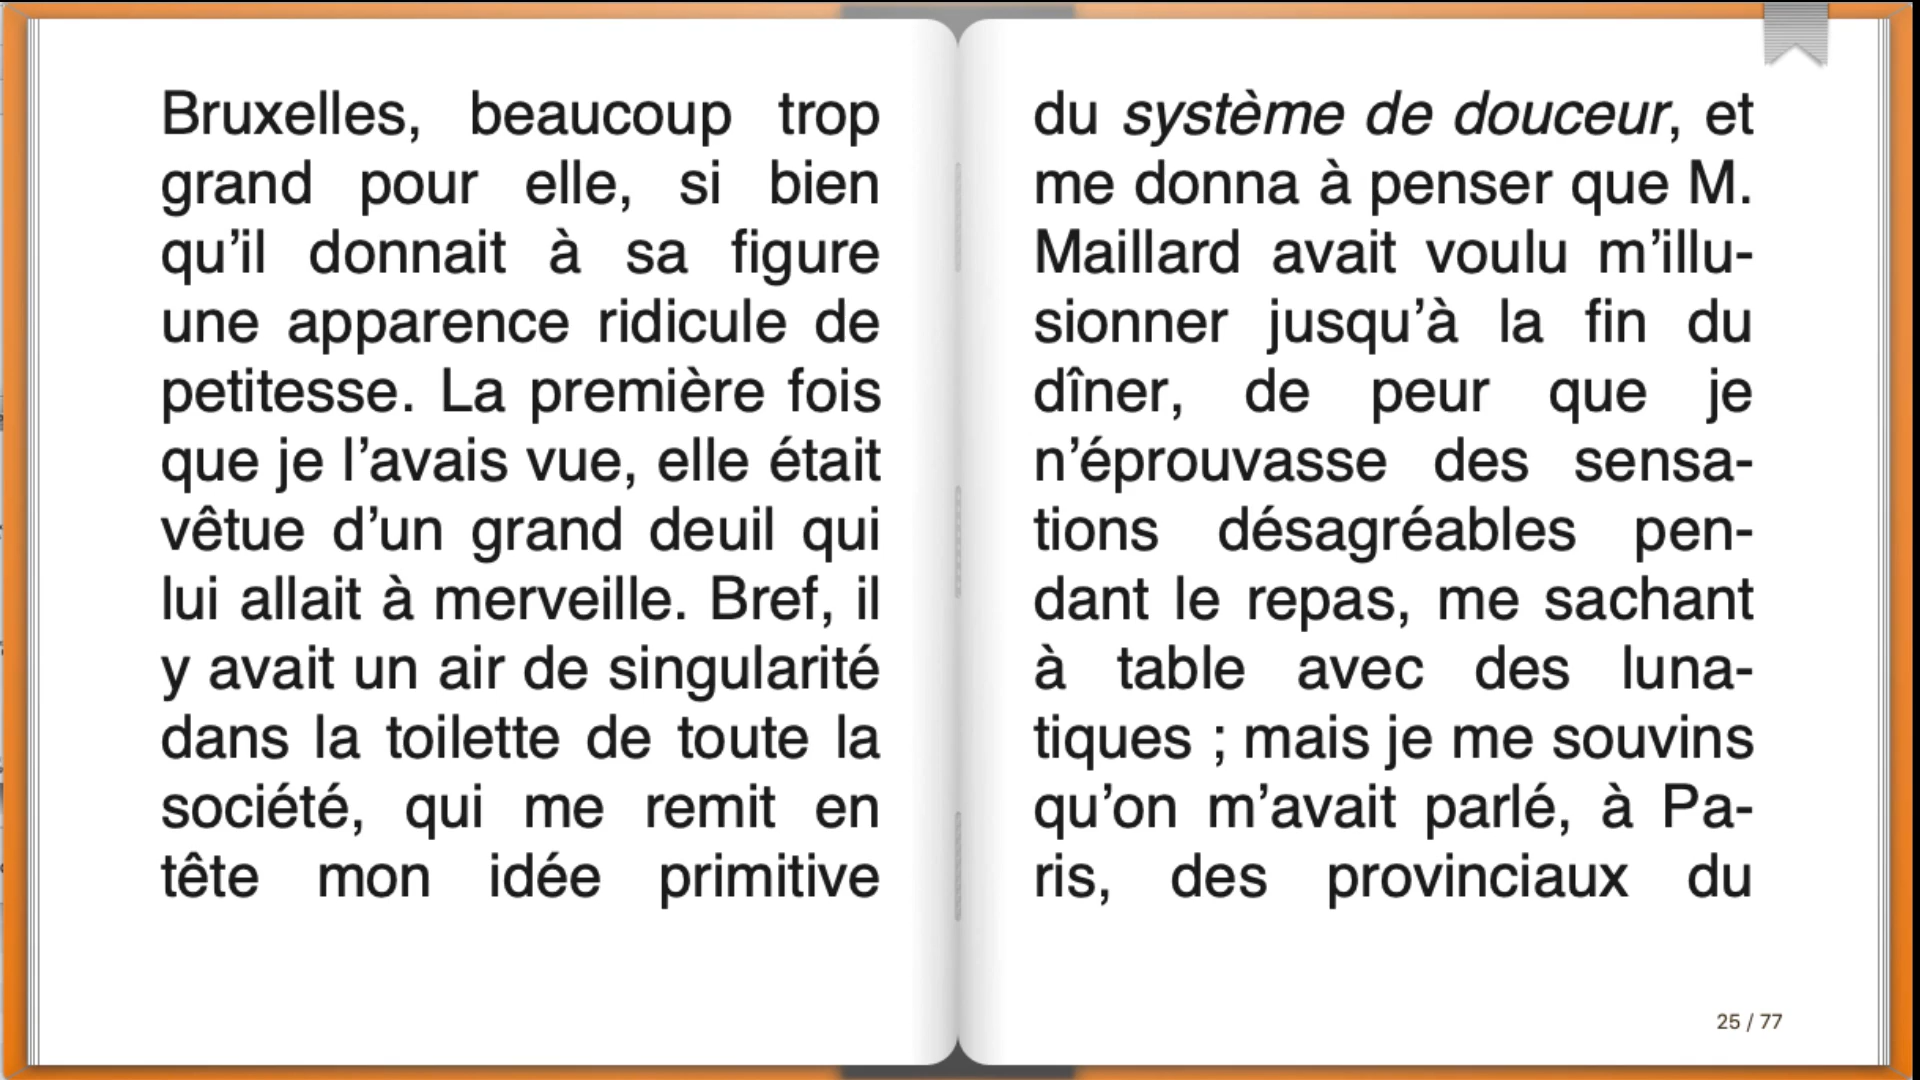 Bruxelles, beaucoup trop
grand pour elle, si bien
qu’il donnait à sa figure
une apparence ridicule de
petitesse. La première fois
que je l’avais vue, elle était
vêtue d’un grand deuil qui
lui allait à merveille. Bref, il
y avait un air de singularité
dans la toilette de toute la
société, qui me remit en
tête mon idée primitive
du système de douceur, et
me donna à penser que M.
Maillard avait voulu m’illu-
sionner jusqu’à la fin du
dîner, de peur que je
n’éprouvasse des sensa-
tions désagréables pen-
dant le repas, me sachant
à table avec des luna-
tiques ; mais je me souvins
qu’on m’avait parlé, à Pa-
ris, des provinciaux du
25 / 77